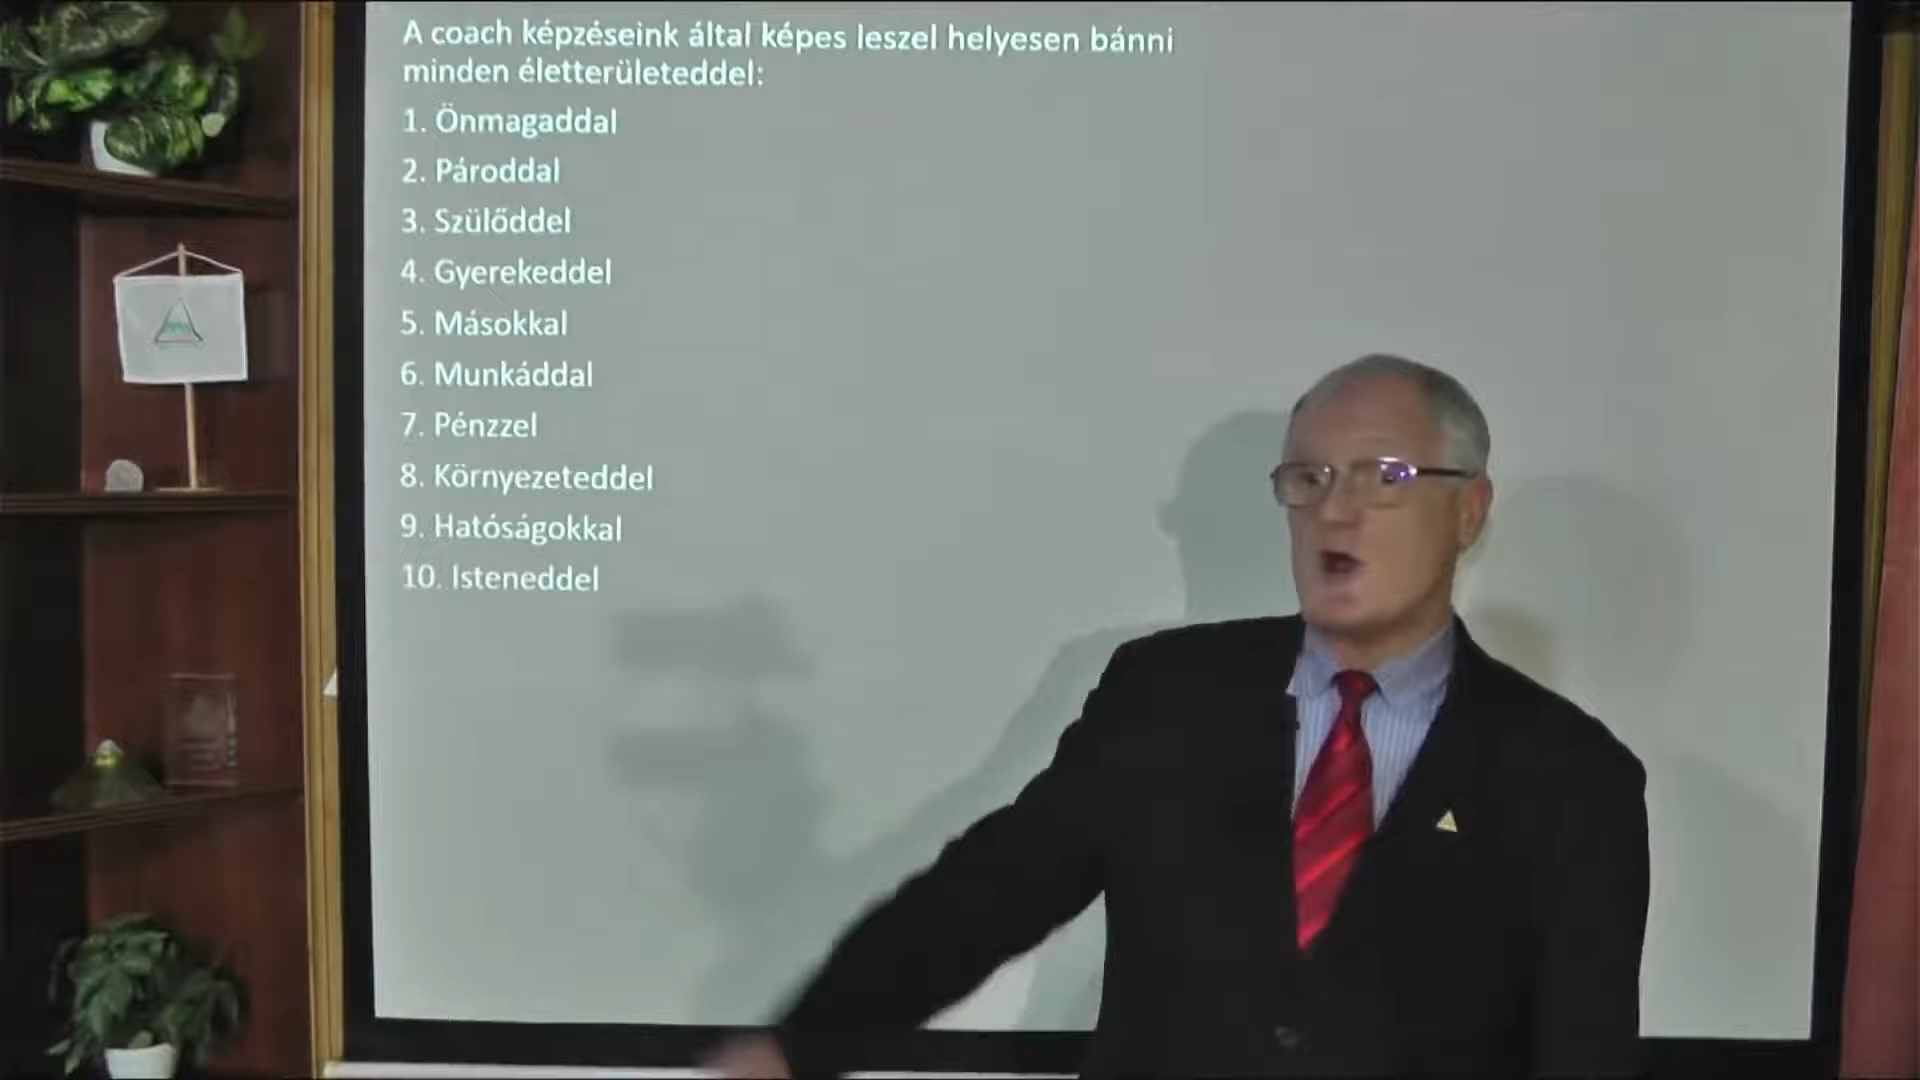 A coach képzéseink által képes leszel helyesen bánni
minden életterületeddel:
1. Önmagaddal
2. Pároddal
3. Szülőddel
4. Gyerekeddel
5. Másokkal
6. Munkáddal
7. Pénzzel
8. Környezeteddel
9. Hatóságokkal
10. Isteneddel